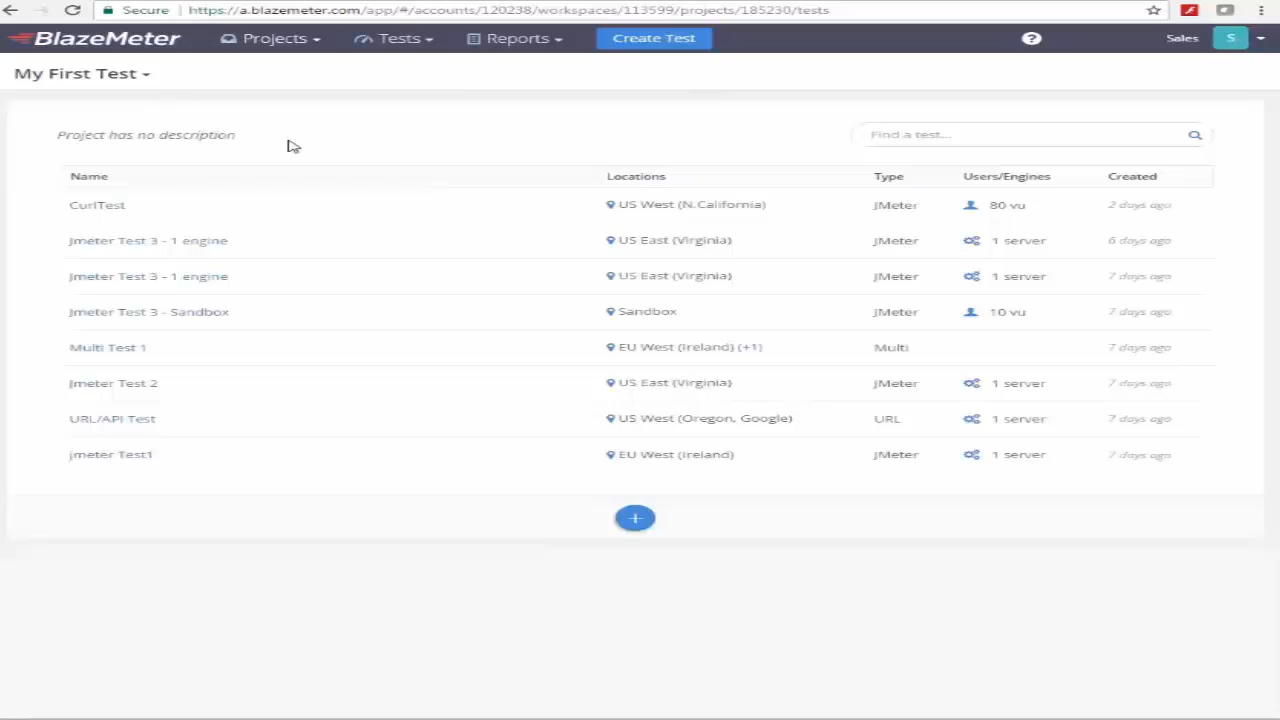 Secure https://a.blazemeter.com/app/#/accounts/120238/workspaces/113599/projects/185230/tests
BlazeMeter Projects Tests Reports Create Test ? Sales S
My First Test
Project has no description Find a test...
Name Locations Type Users/Engines Created
CurlTest US West (N.California) JMeter 80 vu 2 days ago
Jmeter Test 3 - 1 engine US East (Virginia) JMeter 1 server 6 days ago
Jmeter Test 3 - 1 engine US East (Virginia) JMeter 1 server 7 days ago
Jmeter Test 3 - Sandbox Sandbox JMeter 10 vu 7 days ago
Multi Test 1 EU West (Ireland) (+1) Multi 7 days ago
Jmeter Test 2 US East (Virginia) JMeter 1 server 7 days ago
URL/API Test US West (Oregon, Google) URL 1 server 7 days ago
jmeter Test1 EU West (Ireland) JMeter 1 server 7 days ago
+